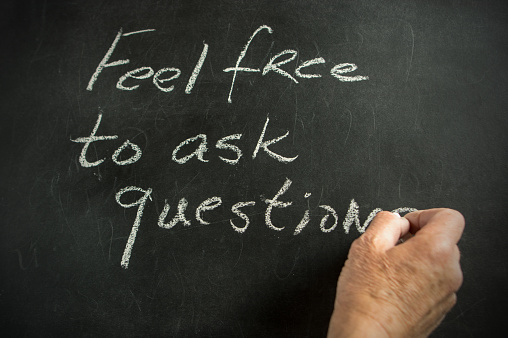 Feel free
to ask
question